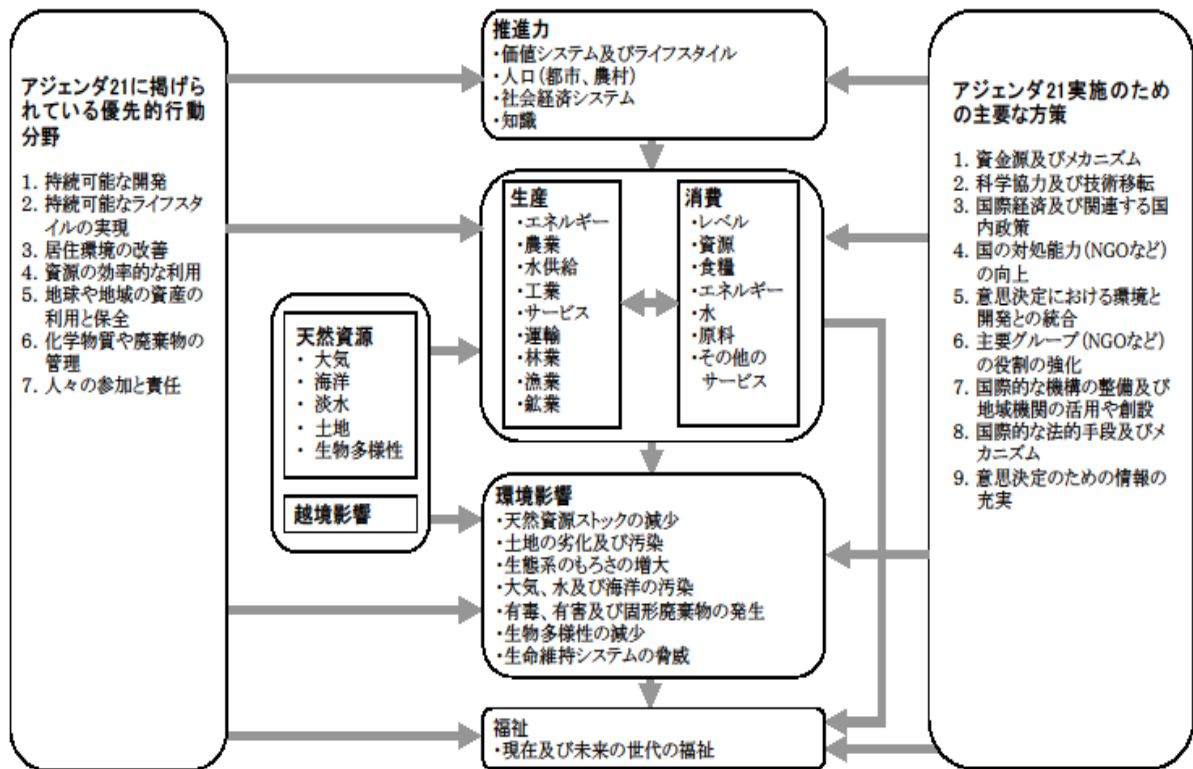 アジェンダ21に掲げら
れている優先的行動
分野
1. 持続可能な開発
2. 持続可能なライフスタ
イルの実現
3. 居住環境の改善
4. 資源の効率的な利用
5. 地球や地域の資産の
利用と保全
6. 化学物質や廃棄物の
管理
7. 人々の参加と責任
天然資源
・ 大気
・ 海洋
・ 淡水
・ 土地
・ 生物多様性
越境影響
推進力
・価値システム及びライフスタイル
・人口(都市、農村)
・社会経済システム
・知識
生産
・エネルギー
・農業
・水供給
・工業
・サービス
・運輸
・林業
・漁業
・鉱業
消費
・レベル
・資源
・食糧
・エネルギー
・水
・原料
・その他の
サービス
環境影響
・天然資源ストックの減少
・土地の劣化及び汚染
・生態系のもろさの増大
・大気、水及び海洋の汚染
・有毒、有害及び固形廃棄物の発生
・生物多様性の減少
・生命維持システムの脅威
福祉
・現在及び未来の世代の福祉
アジェンダ21実施のため
の主要な方策
1. 資金源及びメカニズム
2. 科学協力及び技術移転
3. 国際経済及び関連する国
内政策
4. 国の対処能力(NGOなど)
の向上
5. 意思決定における環境と
開発との統合
6. 主要グループ(NGOなど)
の役割の強化
7. 国際的な機構の整備及び
地域機関の活用や創設
8. 国際的な法的手段及びメ
カニズム
9. 意思決定のための情報の
充実